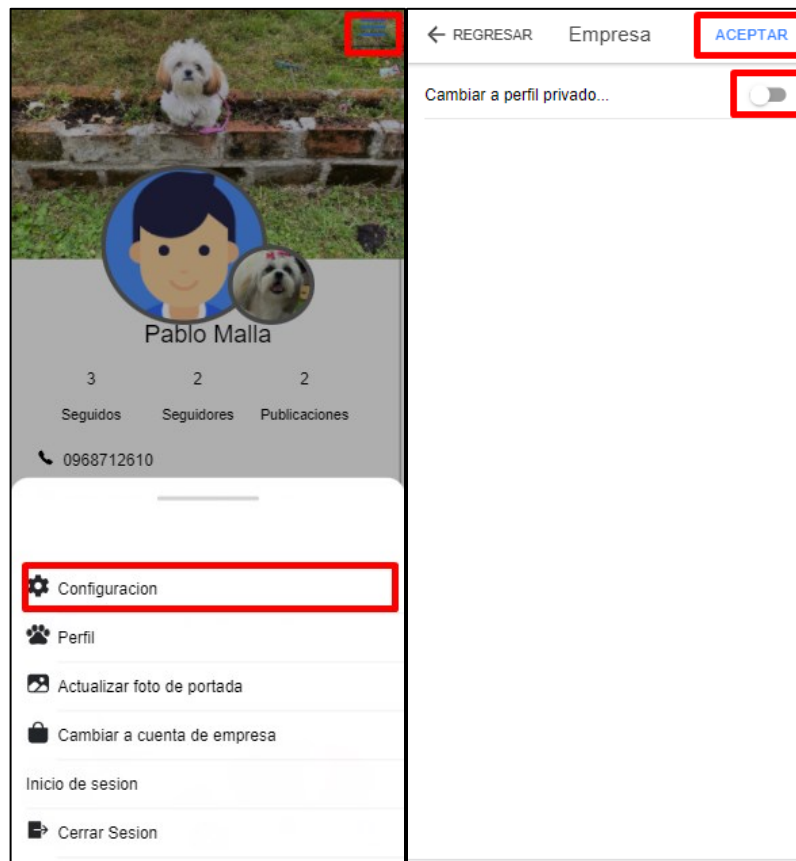 Pablo Malla
3 2 2
Seguidos Seguidores Publicaciones
0968712610
Configuracion
Perfil
Actualizar foto de portada
Cambiar a cuenta de empresa
Inicio de sesion
Cerrar Sesion
REGRESAR Empresa ACEPTAR
Cambiar a perfil privado...